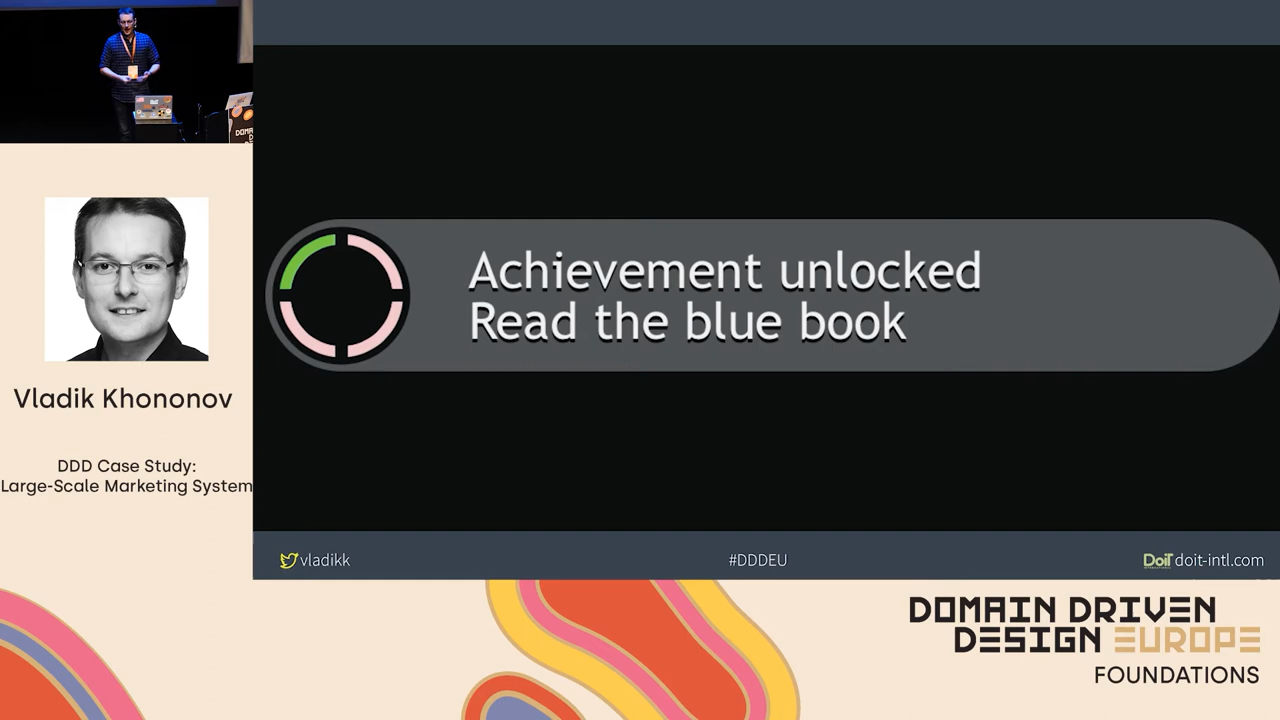 Vladik Khononov
DDD Case Study:
Large-Scale Marketing System
Achievement unlocked
Read the blue book
vladikk
#DDDEU
DoiT doit-intl.com
DOMAIN DRIVEN
DESIGN EUROPE
FOUNDATIONS